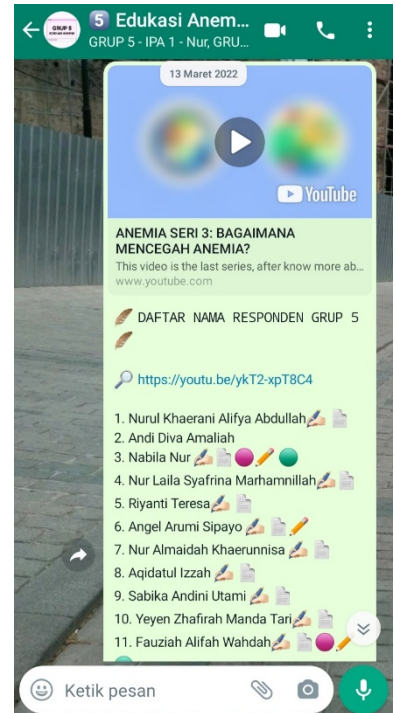 5 Edukasi Anem...
GRUP 5 - IPA 1 - Nur, GRU...
GRUP 5
13 Maret 2022
YouTube
ANEMIA SERI 3: BAGAIMANA
MENCEGAH ANEMIA?
This video is the last series, after know more ab...
www.youtube.com
🪶 DAFTAR NAMA RESPONDEN GRUP 5
🪶
🔎 https://youtu.be/ykT2-xpT8C4
1. Nurul Khaerani Alifya Abdullah✍🏻 📄
2. Andi Diva Amaliah
3. Nabila Nur ✍🏻 📄🟣✏️ 🟢
4. Nur Laila Syafrina Marhamnillah✍🏻 📄
5. Riyanti Teresa✍🏻 📄
6. Angel Arumi Sipayo ✍🏻 📄✏️
7. Nur Almaidah Khaerunnisa ✍🏻 📄
8. Aqidatul Izzah ✍🏻 📄
9. Sabika Andini Utami ✍🏻 📄
10. Yeyen Zhafirah Manda Tari✍🏻 📄
11. Fauziah Alifah Wahdah✍🏻 📄🟣✏️
Ketik pesan